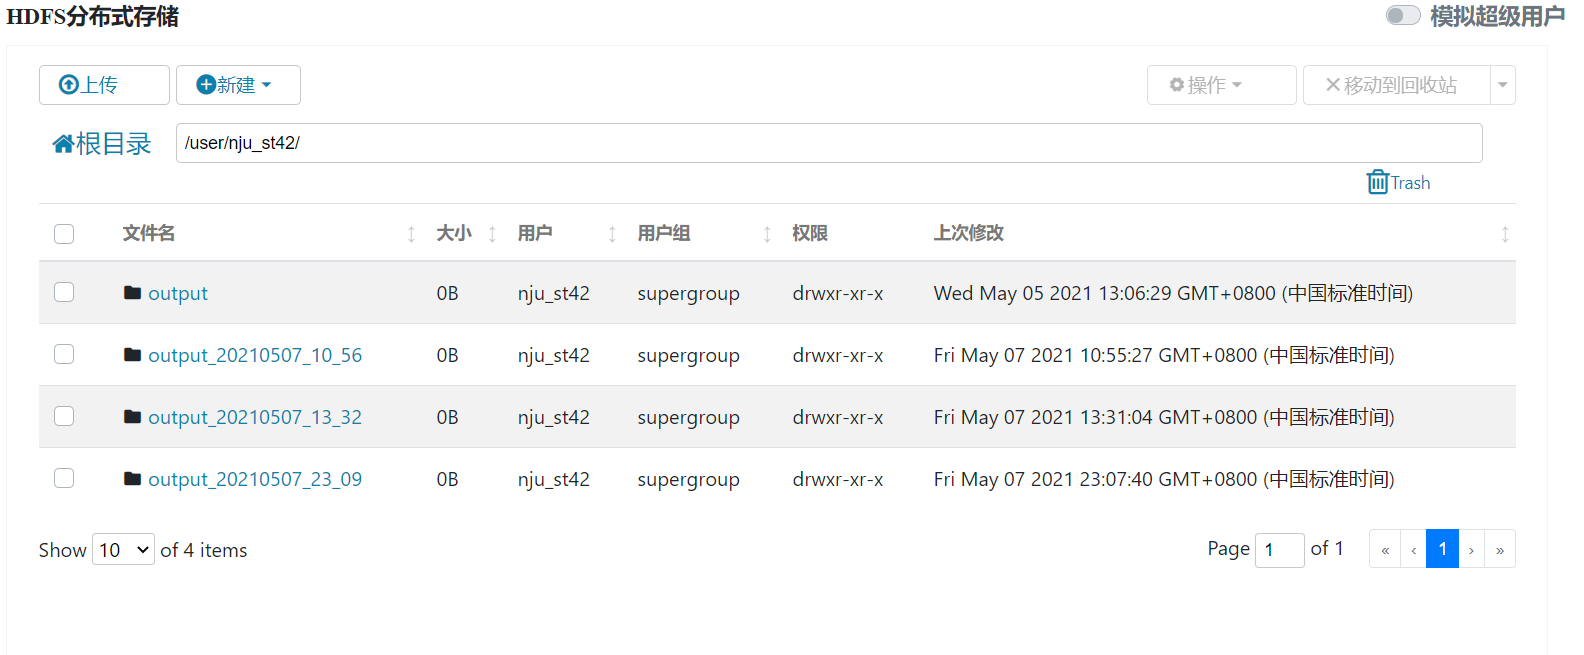 HDFS分布式存储 模拟超级用户
上传 新建 操作 移动到回收站
根目录 /user/nju_st42/
Trash
文件名 大小 用户 用户组 权限 上次修改
output 0B nju_st42 supergroup drwxr-xr-x Wed May 05 2021 13:06:29 GMT+0800 (中国标准时间)
output_20210507_10_56 0B nju_st42 supergroup drwxr-xr-x Fri May 07 2021 10:55:27 GMT+0800 (中国标准时间)
output_20210507_13_32 0B nju_st42 supergroup drwxr-xr-x Fri May 07 2021 13:31:04 GMT+0800 (中国标准时间)
output_20210507_23_09 0B nju_st42 supergroup drwxr-xr-x Fri May 07 2021 23:07:40 GMT+0800 (中国标准时间)
Show 10 of 4 items Page 1 of 1 « ‹ 1 › »